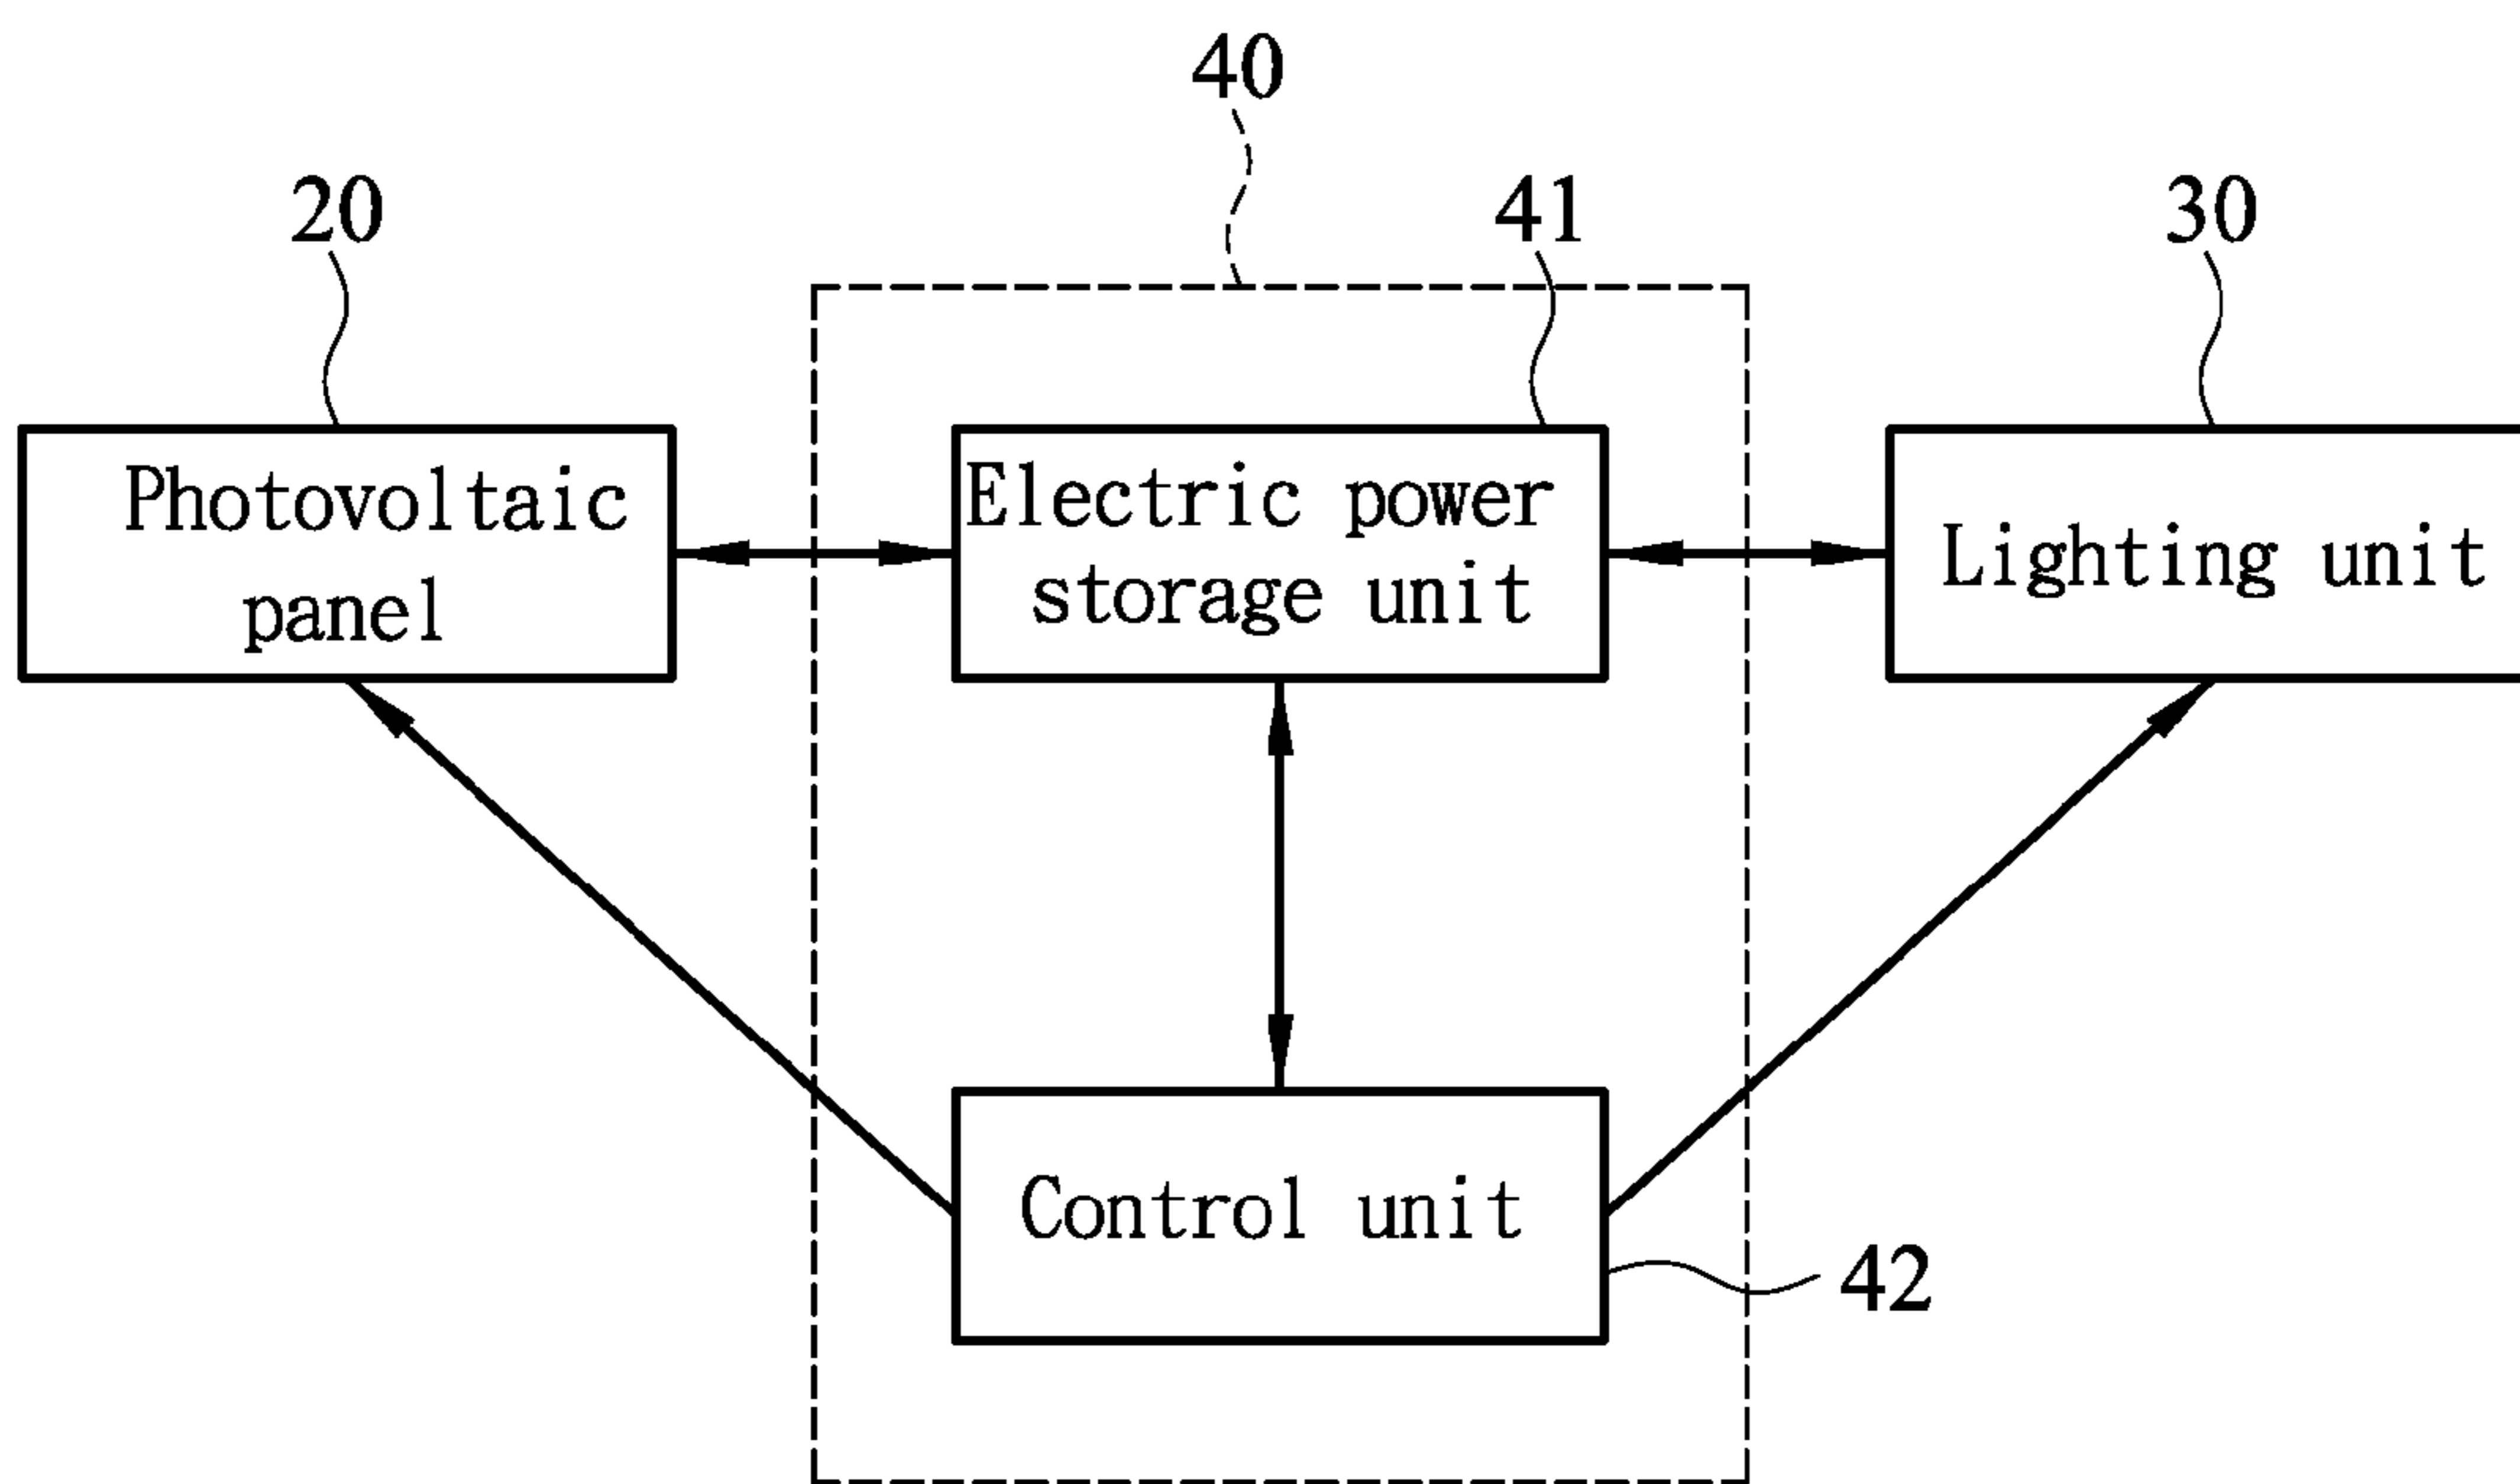 40
20
41
30
Photovoltaic
panel
Electric power
storage unit
Lighting unit
Control unit
42